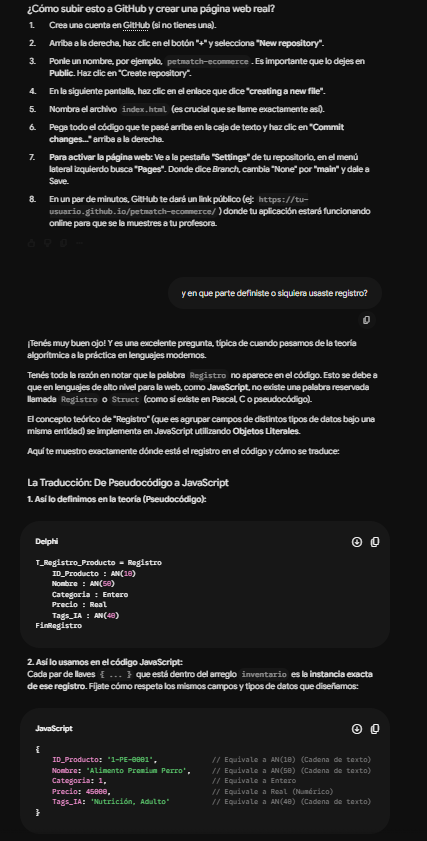 ¿Cómo subir esto a GitHub y crear una página web real?
1. Crea una cuenta en GitHub (si no tienes una).
2. Arriba a la derecha, haz clic en el botón "+" y selecciona "New repository".
3. Ponle un nombre, por ejemplo, petmatch-ecommerce . Es importante que lo dejes en
Public. Haz clic en "Create repository".
4. En la siguiente pantalla, haz clic en el enlace que dice "creating a new file".
5. Nombra el archivo index.html (es crucial que se llame exactamente así).
6. Pega todo el código que te pasé arriba en la caja de texto y haz clic en "Commit
changes..." arriba a la derecha.
7. Para activar la página web: Ve a la pestaña "Settings" de tu repositorio, en el menú
lateral izquierdo busca "Pages". Donde dice Branch, cambia "None" por "main" y dale a
Save.
8. En un par de minutos, GitHub te dará un link público (ej: https://tu-
usuario.github.io/petmatch-ecommerce/ ) donde tu aplicación estará funcionando
online para que se la muestres a tu profesora.
y en que parte definiste o siquiera usaste registro?
¡Tenés muy buen ojo! Y es una excelente pregunta, típica de cuando pasamos de la teoría
algorítmica a la práctica en lenguajes modernos.
Tenés toda la razón en notar que la palabra Registro no aparece en el código. Esto se debe a
que en lenguajes de alto nivel para la web, como JavaScript, no existe una palabra reservada
llamada Registro o Struct (como sí existe en Pascal, C o pseudocódigo).
El concepto teórico de "Registro" (que es agrupar campos de distintos tipos de datos bajo una
misma entidad) se implementa en JavaScript utilizando Objetos Literales.
Aquí te muestro exactamente dónde está el registro en el código y cómo se traduce:
La Traducción: De Pseudocódigo a JavaScript
1. Así lo definimos en la teoría (Pseudocódigo):
Delphi
T_Registro_Producto = Registro
ID_Producto : AN(10)
Nombre : AN(50)
Categoria : Entero
Precio : Real
Tags_IA : AN(40)
FinRegistro
2. Así lo usamos en el código JavaScript:
Cada par de llaves { ... } que está dentro del arreglo inventario es la instancia exacta
de ese registro. Fijate cómo respeta los mismos campos y tipos de datos que diseñamos:
JavaScript
{
ID_Producto: '1-PE-0001', // Equivale a AN(10) (Cadena de texto)
Nombre: 'Alimento Premium Perro', // Equivale a AN(50) (Cadena de texto)
Categoria: 1, // Equivale a Entero
Precio: 45000, // Equivale a Real (Numérico)
Tags_IA: 'Nutrición, Adulto' // Equivale a AN(40) (Cadena de texto)
}